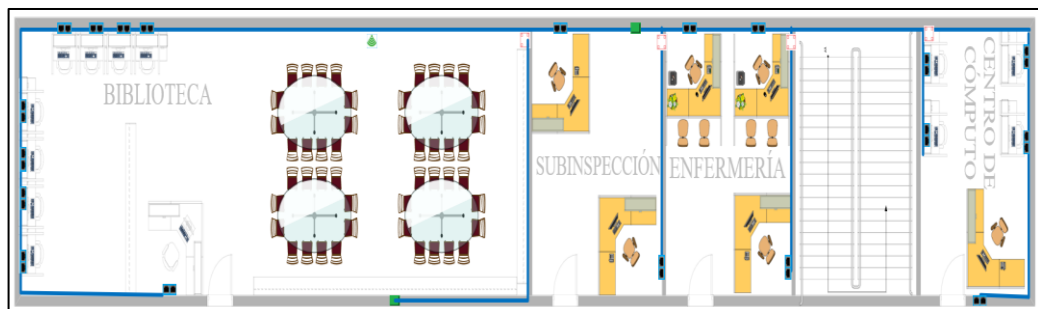 BIBLIOTECA
SUBINSPECCIÓN
ENFERMERÍA
CENTRO DE
CÓMPUTO